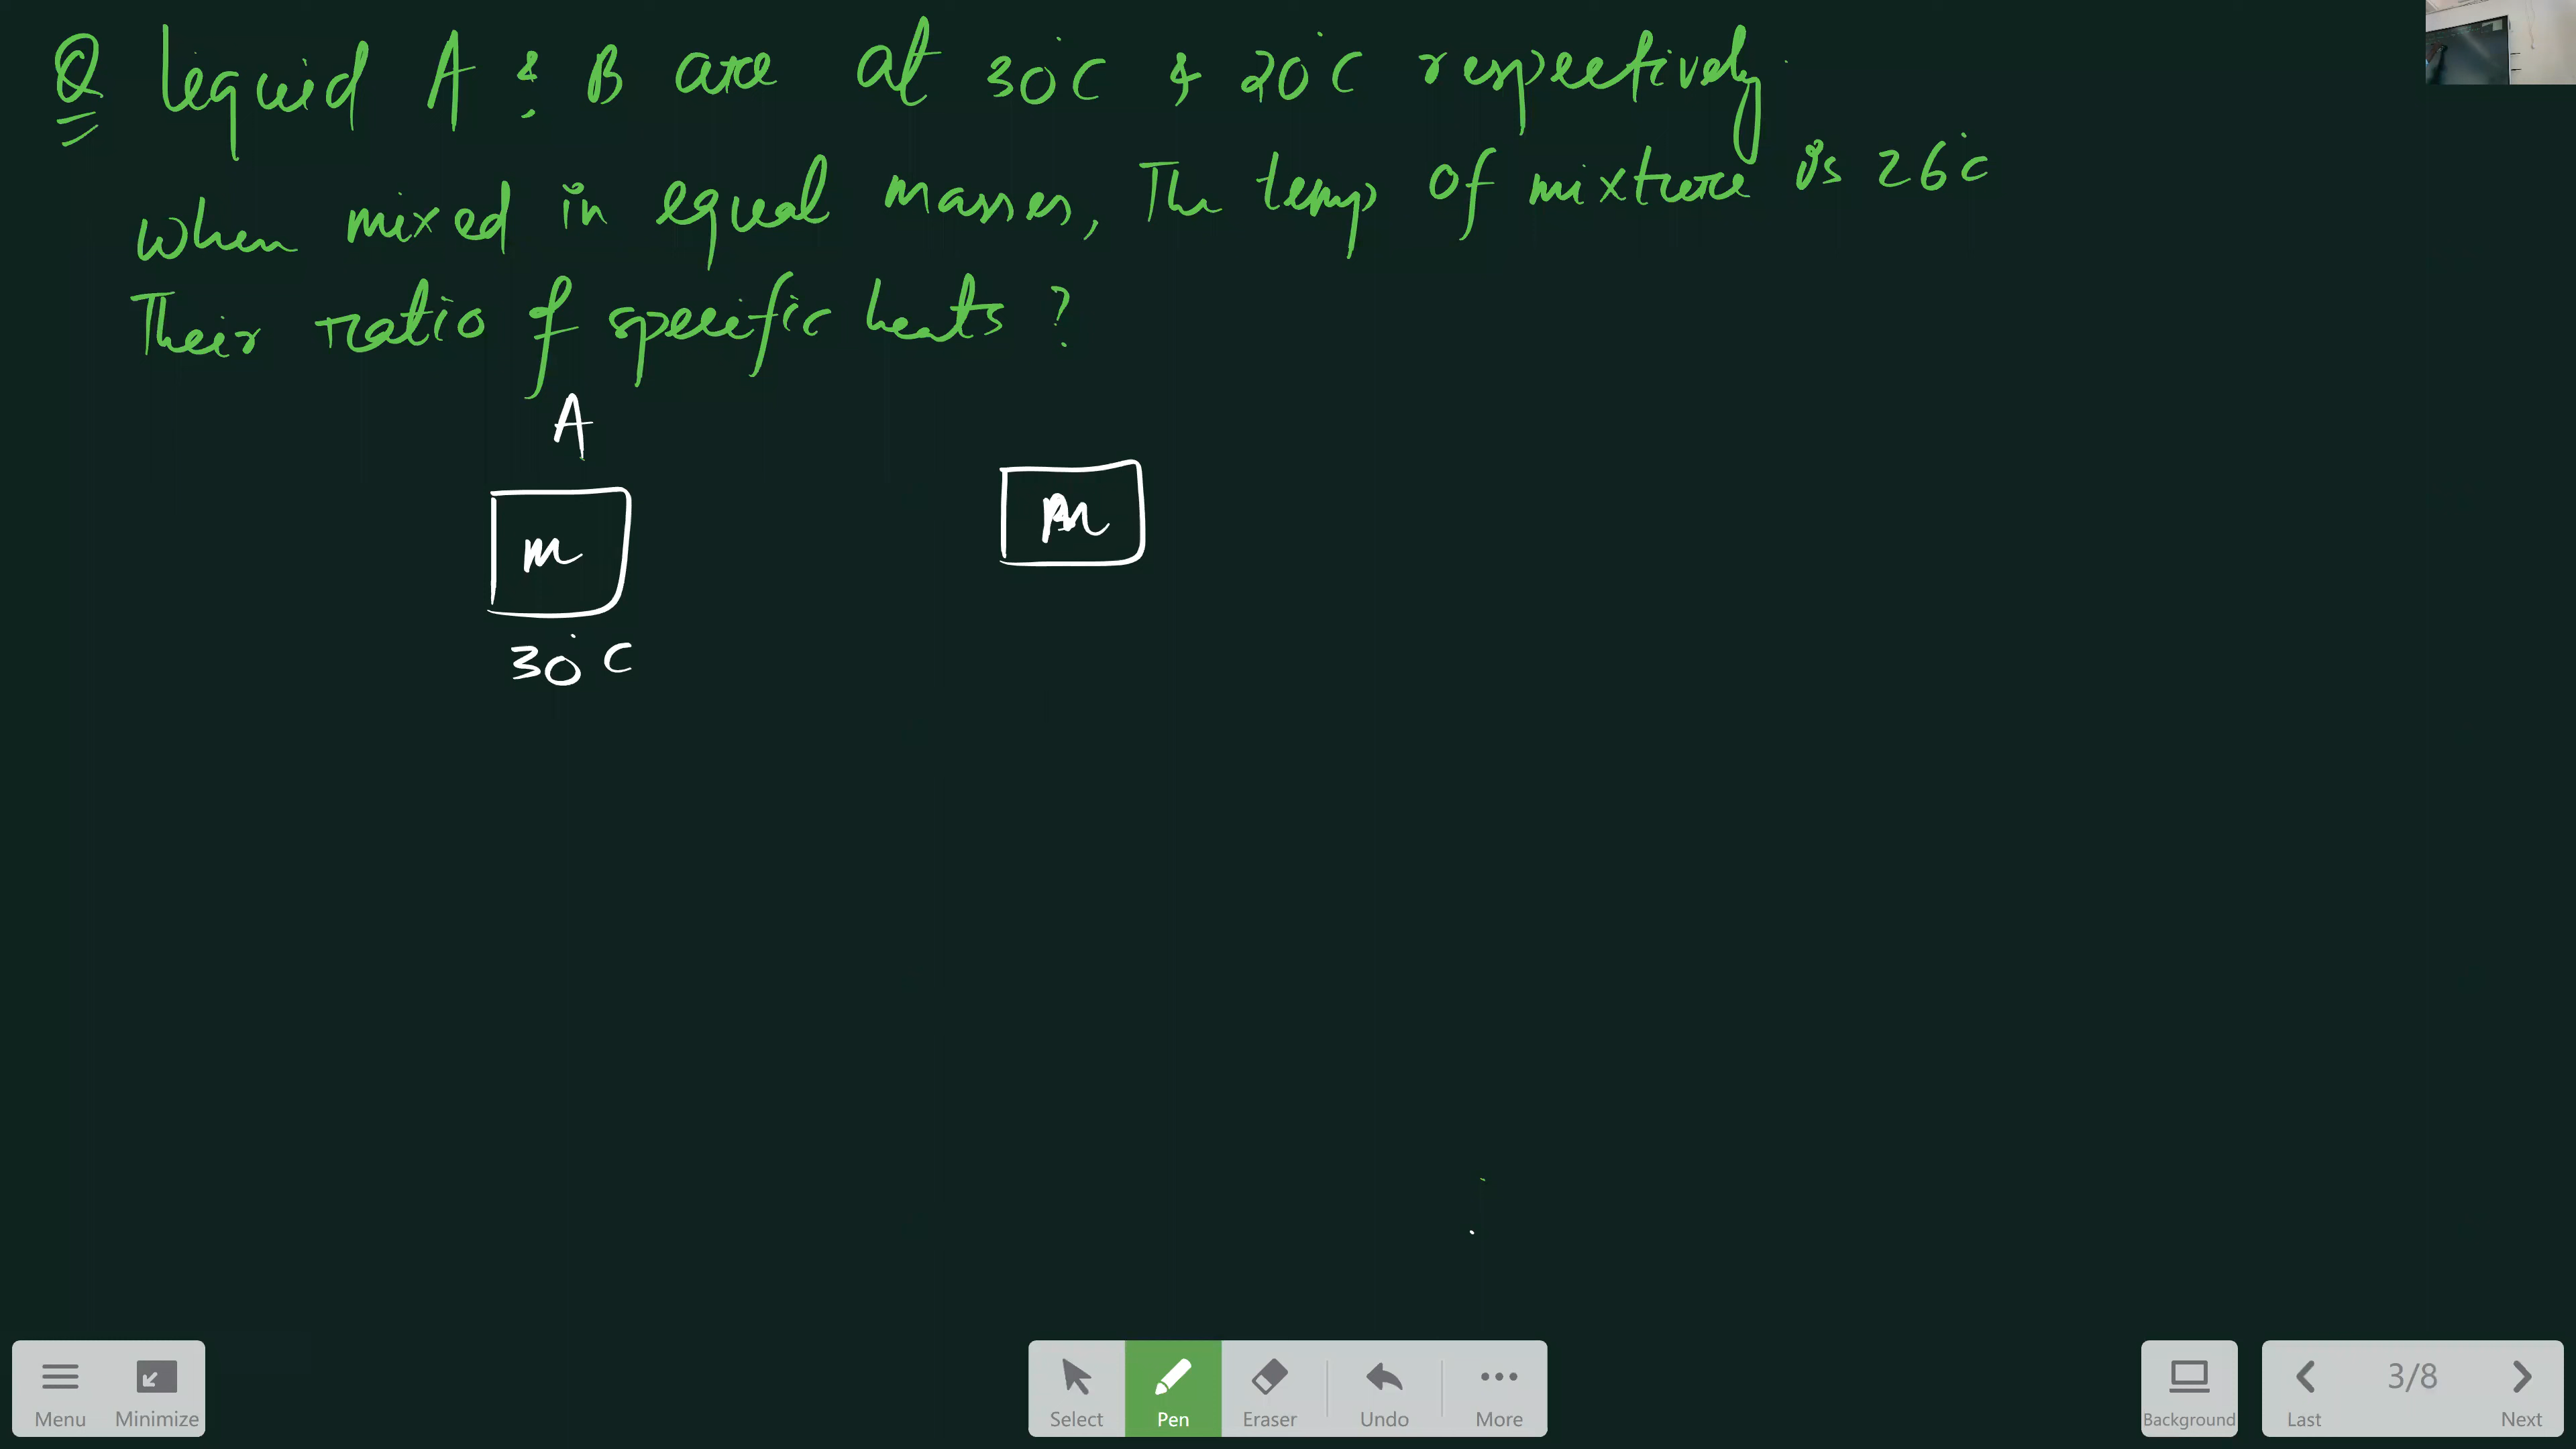 Q liquid A & B are at 30°C & 20°C respectively.
when mixed in equal masses, The temp of mixture is 26°C
Their ratio of specific heats ?
A
m
m
30°C
Menu
Minimize
Select
Pen
Eraser
Undo
More
Background
Last
3/8
Next